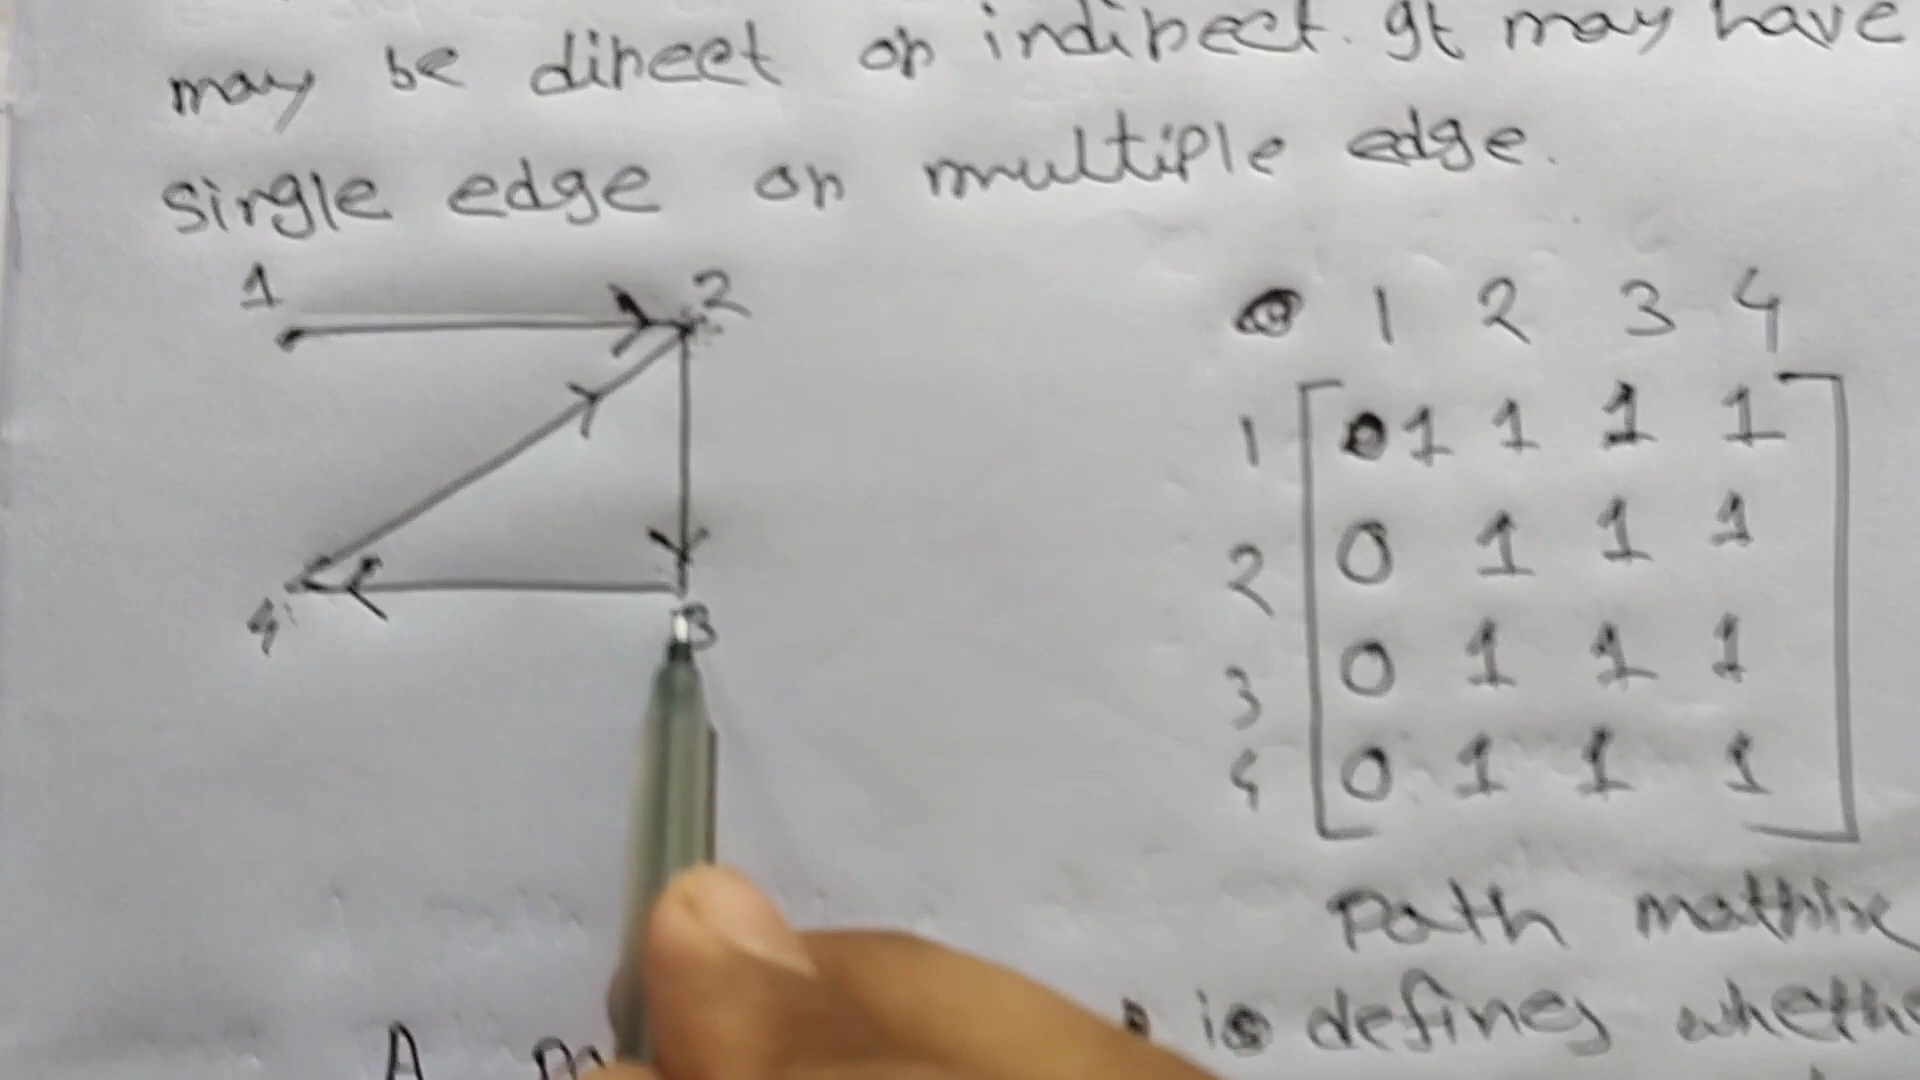 may be direct or indirect. It may have
single edge or multiple edge.
1 2
4 3
1 2 3 4
1 1 1 1 1
2 0 1 1 1
3 0 1 1 1
4 0 1 1 1
Path matrix
is defines
A